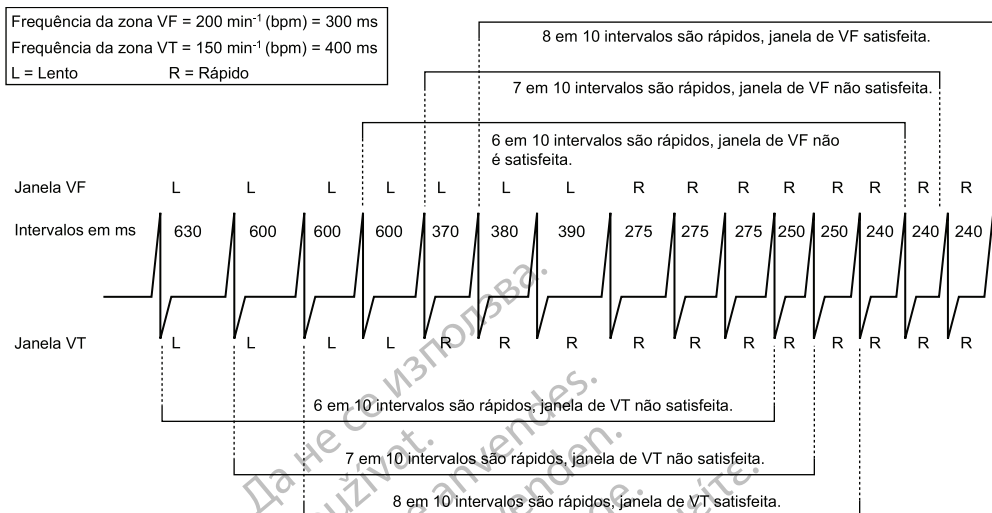 Frequência da zona VF = 200 min-1 (bpm) = 300 ms
Frequência da zona VT = 150 min-1 (bpm) = 400 ms
L = Lento R = Rápido
8 em 10 intervalos são rápidos, janela de VF satisfeita.
7 em 10 intervalos são rápidos, janela de VF não satisfeita.
6 em 10 intervalos são rápidos, janela de VF não
é satisfeita.
Janela VF L L L L L L L R R R R R R R R
Intervalos em ms 630 600 600 600 370 380 390 275 275 275 250 250 240 240 240
Janela VT L L L L R R R R R R R R R R R
6 em 10 intervalos são rápidos, janela de VT não satisfeita.
7 em 10 intervalos são rápidos, janela de VT não satisfeita.
8 em 10 intervalos são rápidos, janela de VT satisfeita.
Да не се използва.
anvendes.